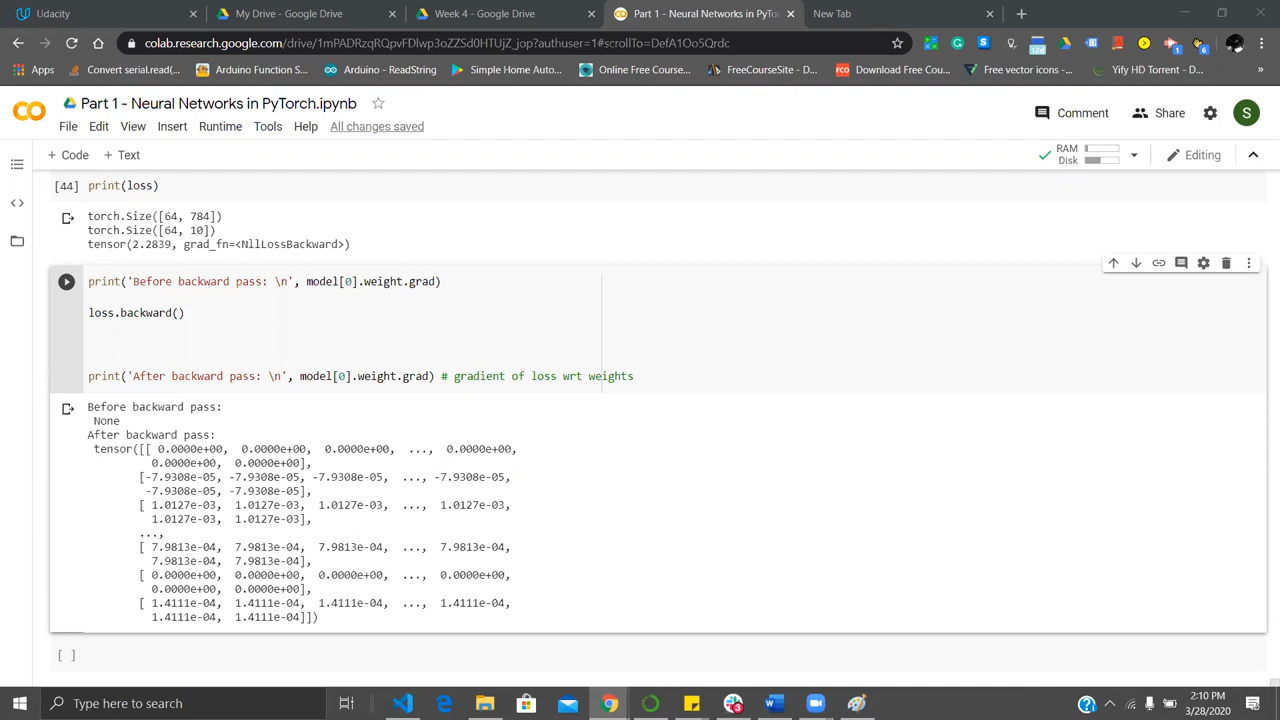 Udacity
My Drive - Google Drive
Week 4 - Google Drive
Part 1 - Neural Networks in PyTor
New Tab
colab.research.google.com/drive/1mPADRzqRQpvFDlwp3oZZSd0HTUjZ_jop?authuser=1#scrollTo=DefA1Oo5Qrdc
Apps
Convert serial.read(...
Arduino Function S...
Arduino - ReadString
Simple Home Auto...
Online Free Course...
FreeCourseSite - D...
Download Free Cou...
Free vector icons -...
Yify HD Torrent - D...
»
CO
Part 1 - Neural Networks in PyTorch.ipynb
File Edit View Insert Runtime Tools Help All changes saved
Comment
Share
S
+ Code + Text
RAM
Disk
Editing
[44] print(loss)
torch.Size([64, 784])
torch.Size([64, 10])
tensor(2.2839, grad_fn=<NllLossBackward>)
print('Before backward pass: \n', model[0].weight.grad)
loss.backward()
print('After backward pass: \n', model[0].weight.grad) # gradient of loss wrt weights
Before backward pass:
None
After backward pass:
tensor([[ 0.0000e+00, 0.0000e+00, 0.0000e+00, ..., 0.0000e+00,
0.0000e+00, 0.0000e+00],
[-7.9308e-05, -7.9308e-05, -7.9308e-05, ..., -7.9308e-05,
-7.9308e-05, -7.9308e-05],
[ 1.0127e-03, 1.0127e-03, 1.0127e-03, ..., 1.0127e-03,
1.0127e-03, 1.0127e-03],
...,
[ 7.9813e-04, 7.9813e-04, 7.9813e-04, ..., 7.9813e-04,
7.9813e-04, 7.9813e-04],
[ 0.0000e+00, 0.0000e+00, 0.0000e+00, ..., 0.0000e+00,
0.0000e+00, 0.0000e+00],
[ 1.4111e-04, 1.4111e-04, 1.4111e-04, ..., 1.4111e-04,
1.4111e-04, 1.4111e-04]])
[ ]
Type here to search
2:10 PM
3/28/2020